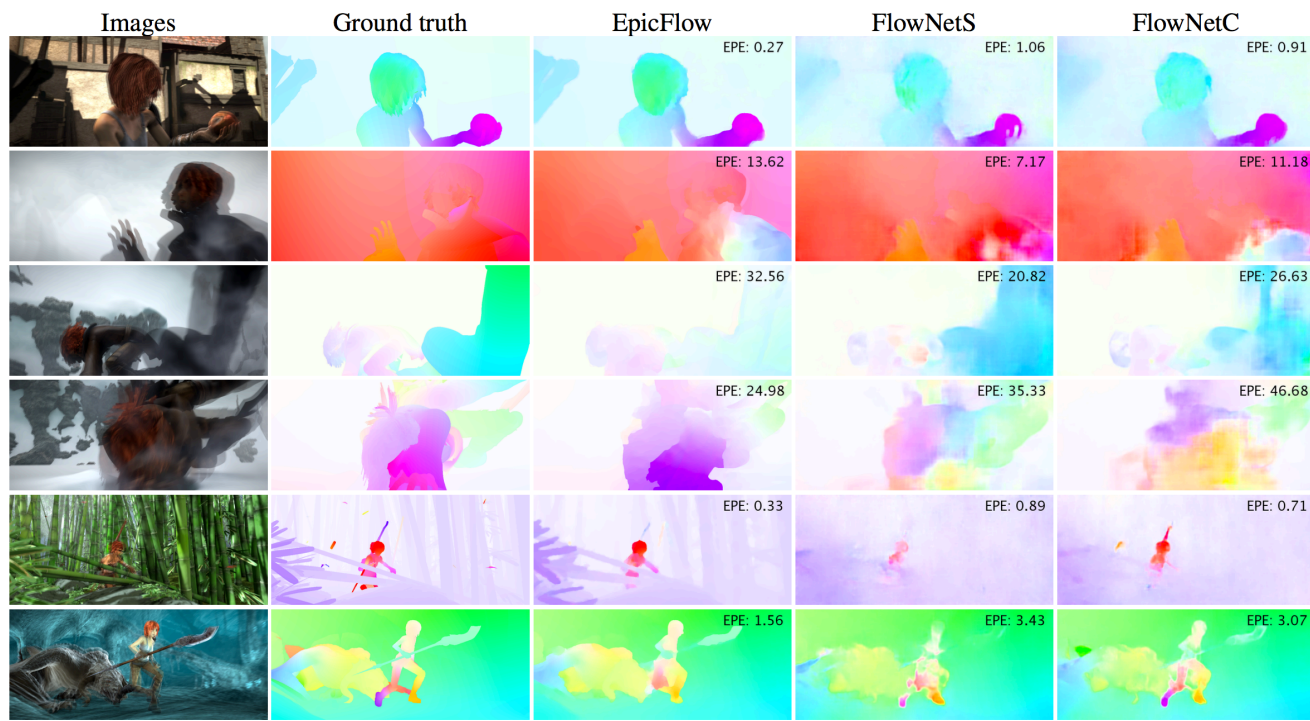 Images Ground truth EpicFlow FlowNetS FlowNetC
EPE: 0.27 EPE: 1.06 EPE: 0.91
EPE: 13.62 EPE: 7.17 EPE: 11.18
EPE: 32.56 EPE: 20.82 EPE: 26.63
EPE: 24.98 EPE: 35.33 EPE: 46.68
EPE: 0.33 EPE: 0.89 EPE: 0.71
EPE: 1.56 EPE: 3.43 EPE: 3.07